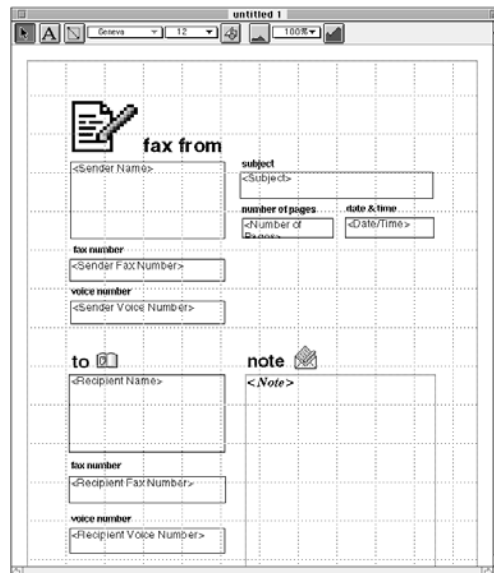 untitled 1
A Geneva 12 100%
fax from
<Sender Name>
subject
<Subject>
number of pages date & time
<Number of Pages>
<Date/Time>
fax number
<Sender Fax Number>
voice number
<Sender Voice Number>
to
note
<Recipient Name>
<Note>
fax number
<Recipient Fax Number>
voice number
<Recipient Voice Number>